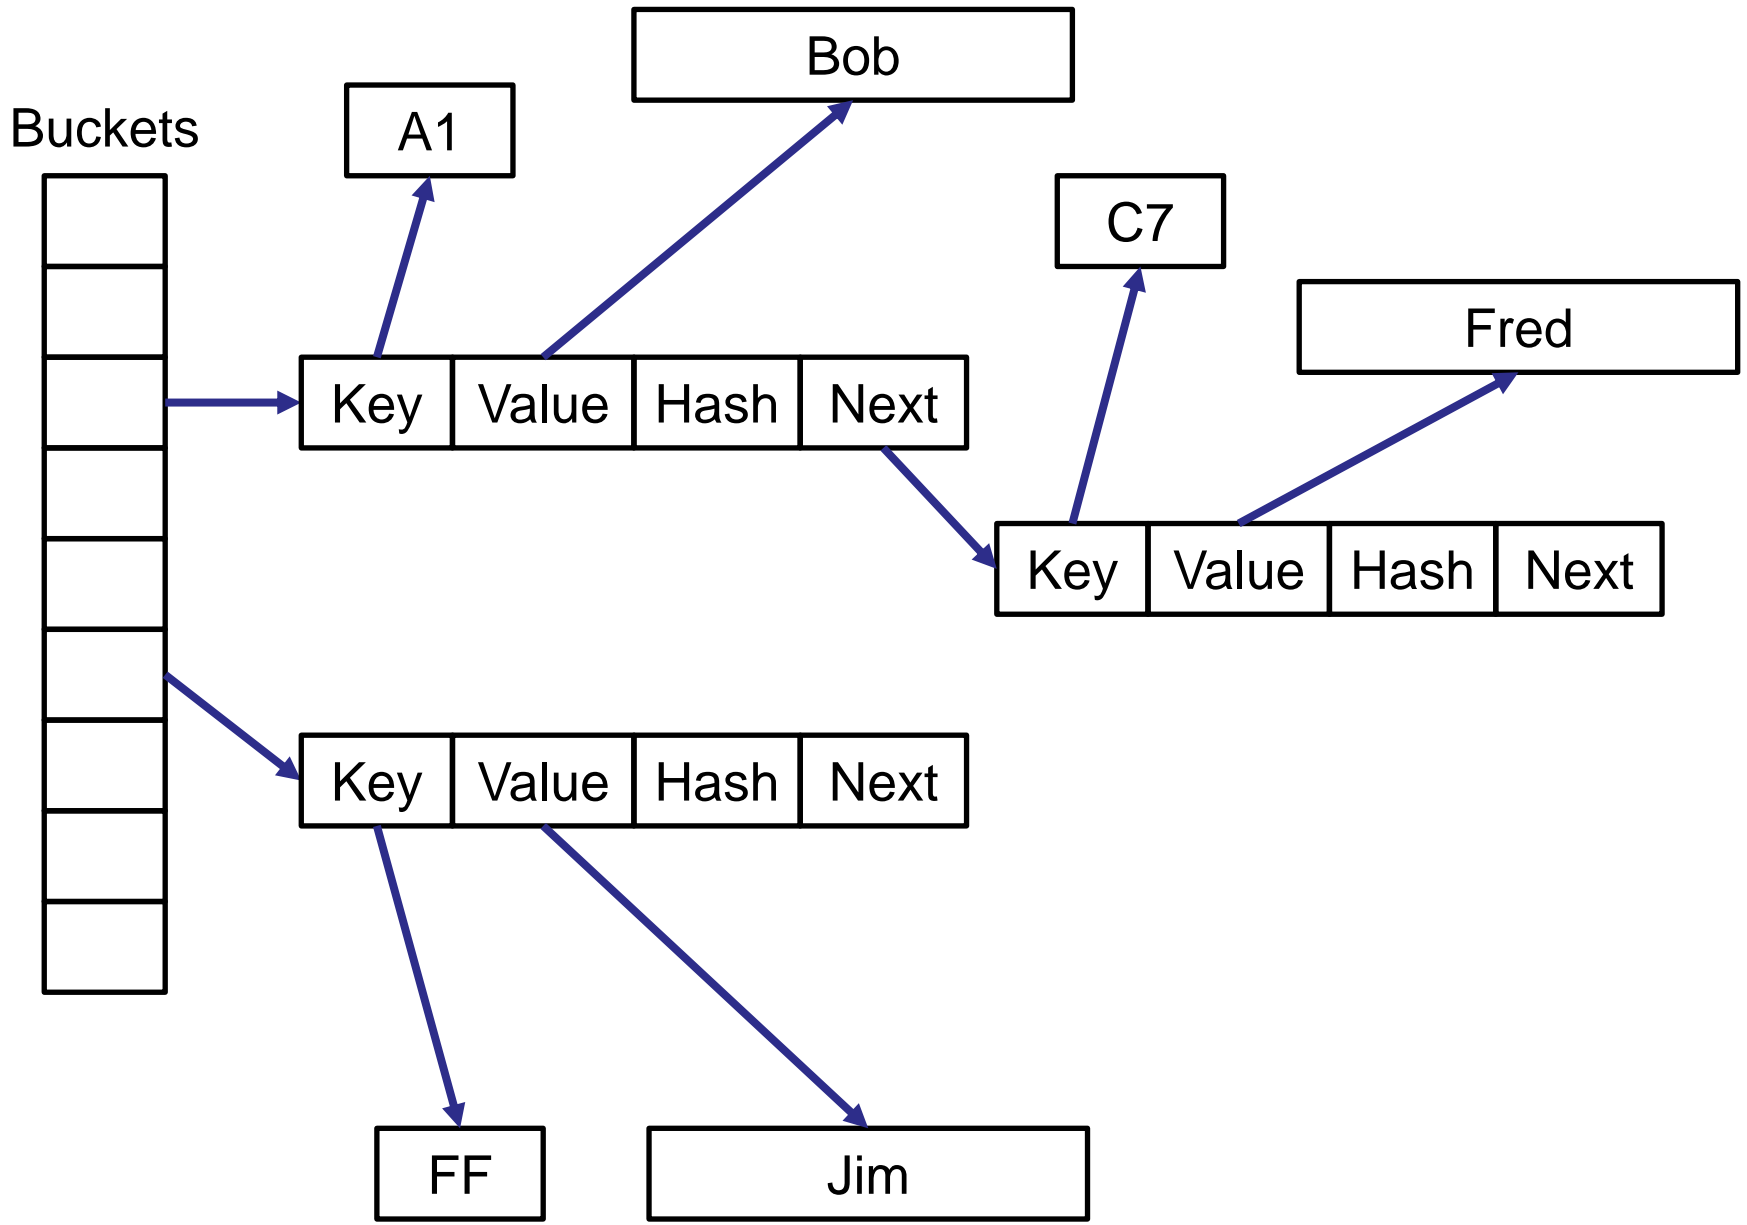 Bob
A1
Buckets
C7
Fred
Key Value Hash Next
Key Value Hash Next
Key Value Hash Next
FF Jim